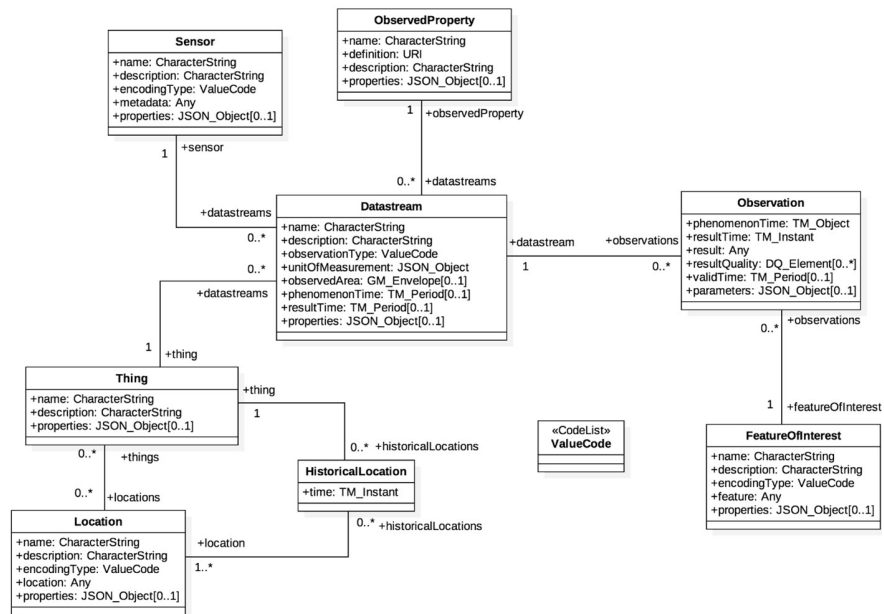 Sensor
+name: CharacterString
+description: CharacterString
+encodingType: ValueCode
+metadata: Any
+properties: JSON_Object[0..1]
1
+sensor
+datastreams
0..*
ObservedProperty
+name: CharacterString
+definition: URI
+description: CharacterString
+properties: JSON_Object[0..1]
1
+observedProperty
0..*
+datastreams
Datastream
+name: CharacterString
+description: CharacterString
+observationType: ValueCode
+unitOfMeasurement: JSON_Object
+observedArea: GM_Envelope[0..1]
+phenomenonTime: TM_Period[0..1]
+resultTime: TM_Period[0..1]
+properties: JSON_Object[0..1]
+datastream
1
+observations
0..*
Observation
+phenomenonTime: TM_Object
+resultTime: TM_Instant
+result: Any
+resultQuality: DQ_Element[0..*]
+validTime: TM_Period[0..1]
+parameters: JSON_Object[0..1]
0..*
+observations
1
+featureOfInterest
FeatureOfInterest
+name: CharacterString
+description: CharacterString
+encodingType: ValueCode
+feature: Any
+properties: JSON_Object[0..1]
0..*
+datastreams
1
+thing
Thing
+name: CharacterString
+description: CharacterString
+properties: JSON_Object[0..1]
+thing
1
0..*
+historicalLocations
HistoricalLocation
+time: TM_Instant
0..*
+historicalLocations
0..*
+things
0..*
+locations
Location
+name: CharacterString
+description: CharacterString
+encodingType: ValueCode
+location: Any
+properties: JSON_Object[0..1]
+location
1..*
«CodeList»
ValueCode